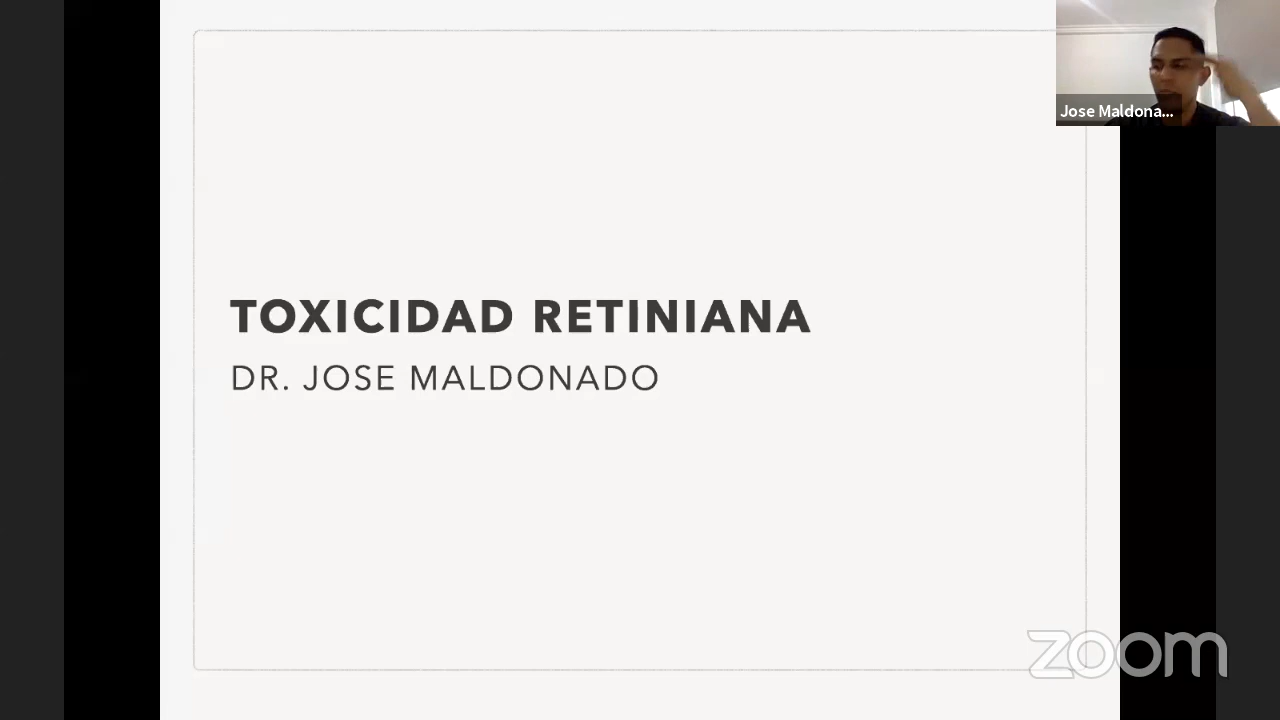 Jose Maldona...
TOXICIDAD RETINIANA
DR. JOSE MALDONADO
zoom